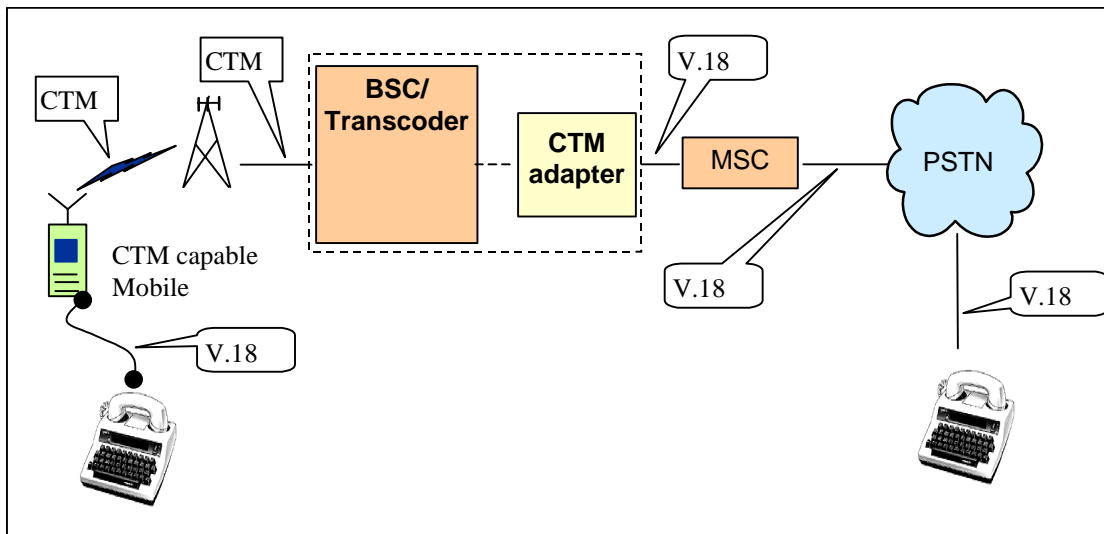 CTM
CTM
V.18
BSC/
Transcoder
CTM
adapter
MSC
PSTN
CTM capable
Mobile
V.18
V.18
V.18